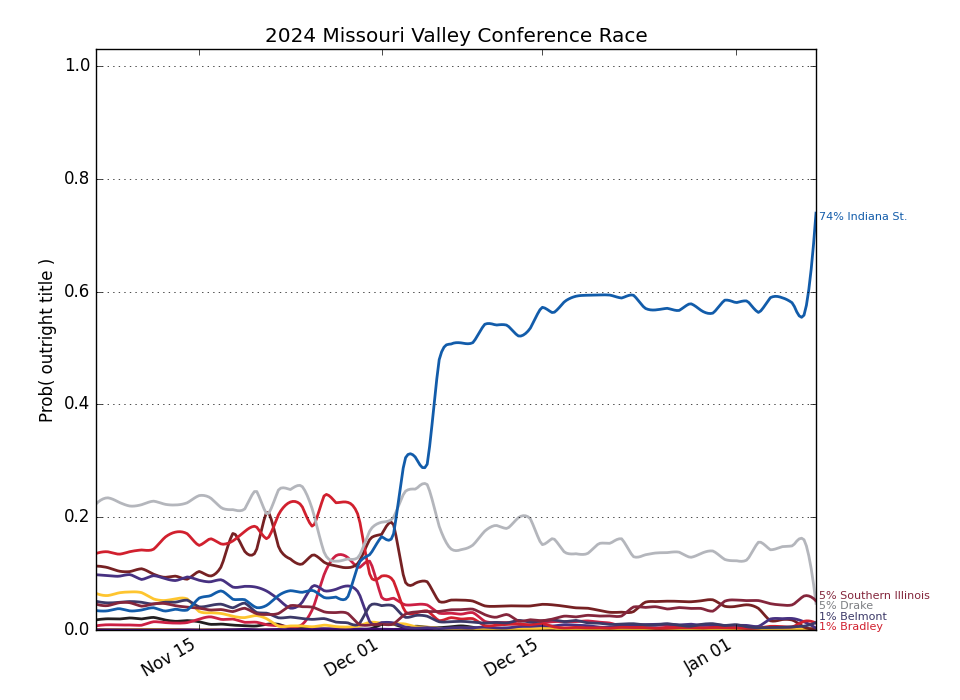 2024 Missouri Valley Conference Race
Prob( outright title )
1.0
0.8
0.6
0.4
0.2
0.0
Nov 15
Dec 01
Dec 15
Jan 01
74% Indiana St.
5% Southern Illinois
5% Drake
1% Belmont
1% Bradley